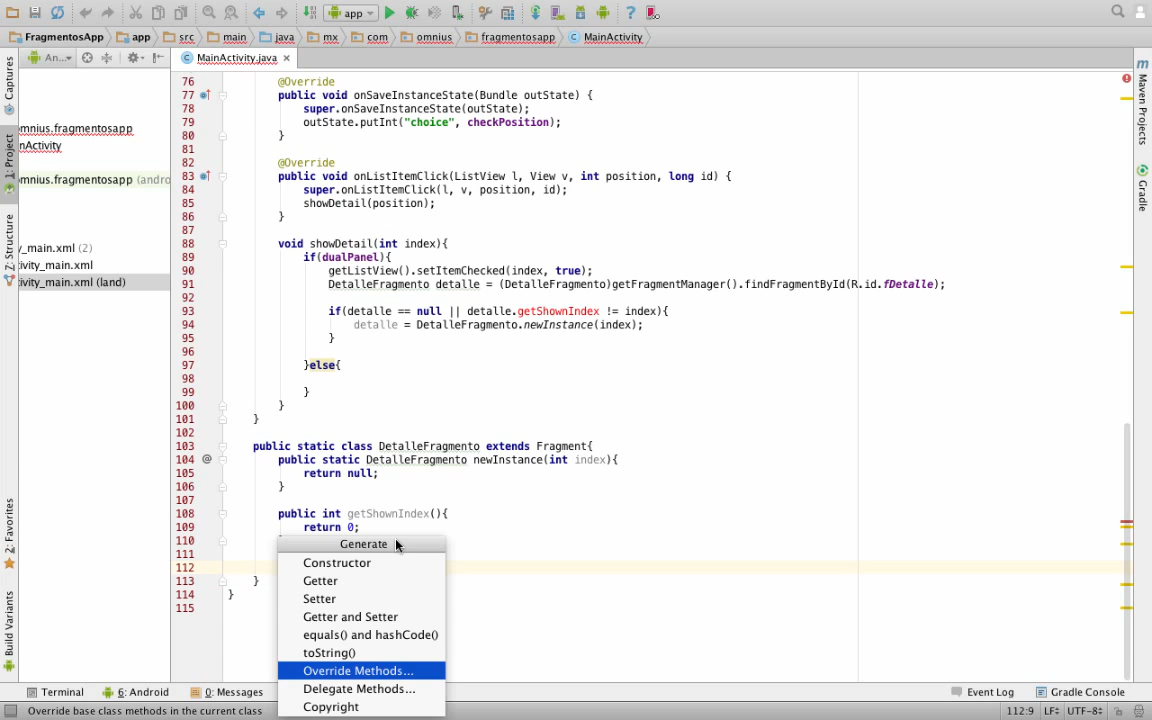 app
FragmentosApp app src main java mx com omnius fragmentosapp MainActivity
An... MainActivity.java
Captures
1: Project
Z: Structure
2: Favorites
Build Variants
omnius.fragmentosapp
nActivity
omnius.fragmentosapp (andro
y_main.xml (2)
tivity_main.xml
tivity_main.xml (land)
76 @Override
77 public void onSaveInstanceState(Bundle outState) {
78 super.onSaveInstanceState(outState);
79 outState.putInt("choice", checkPosition);
80 }
81
82 @Override
83 public void onListItemClick(ListView l, View v, int position, long id) {
84 super.onListItemClick(l, v, position, id);
85 showDetail(position);
86 }
87
88 void showDetail(int index){
89 if(dualPanel){
90 getListView().setItemChecked(index, true);
91 DetalleFragmento detalle = (DetalleFragmento)getFragmentManager().findFragmentById(R.id.fDetalle);
92
93 if(detalle == null || detalle.getShownIndex != index){
94 detalle = DetalleFragmento.newInstance(index);
95 }
96
97 }else{
98
99 }
100 }
101 }
102
103 public static class DetalleFragmento extends Fragment{
104 public static DetalleFragmento newInstance(int index){
105 return null;
106 }
107
108 public int getShownIndex(){
109 return 0;
110
111
112
113 }
114 }
115
Generate
Constructor
Getter
Setter
Getter and Setter
equals() and hashCode()
toString()
Override Methods...
Delegate Methods...
Copyright
Maven Projects
Gradle
Terminal 6: Android 0: Messages Event Log Gradle Console
Override base class methods in the current class 112:9 LF UTF-8